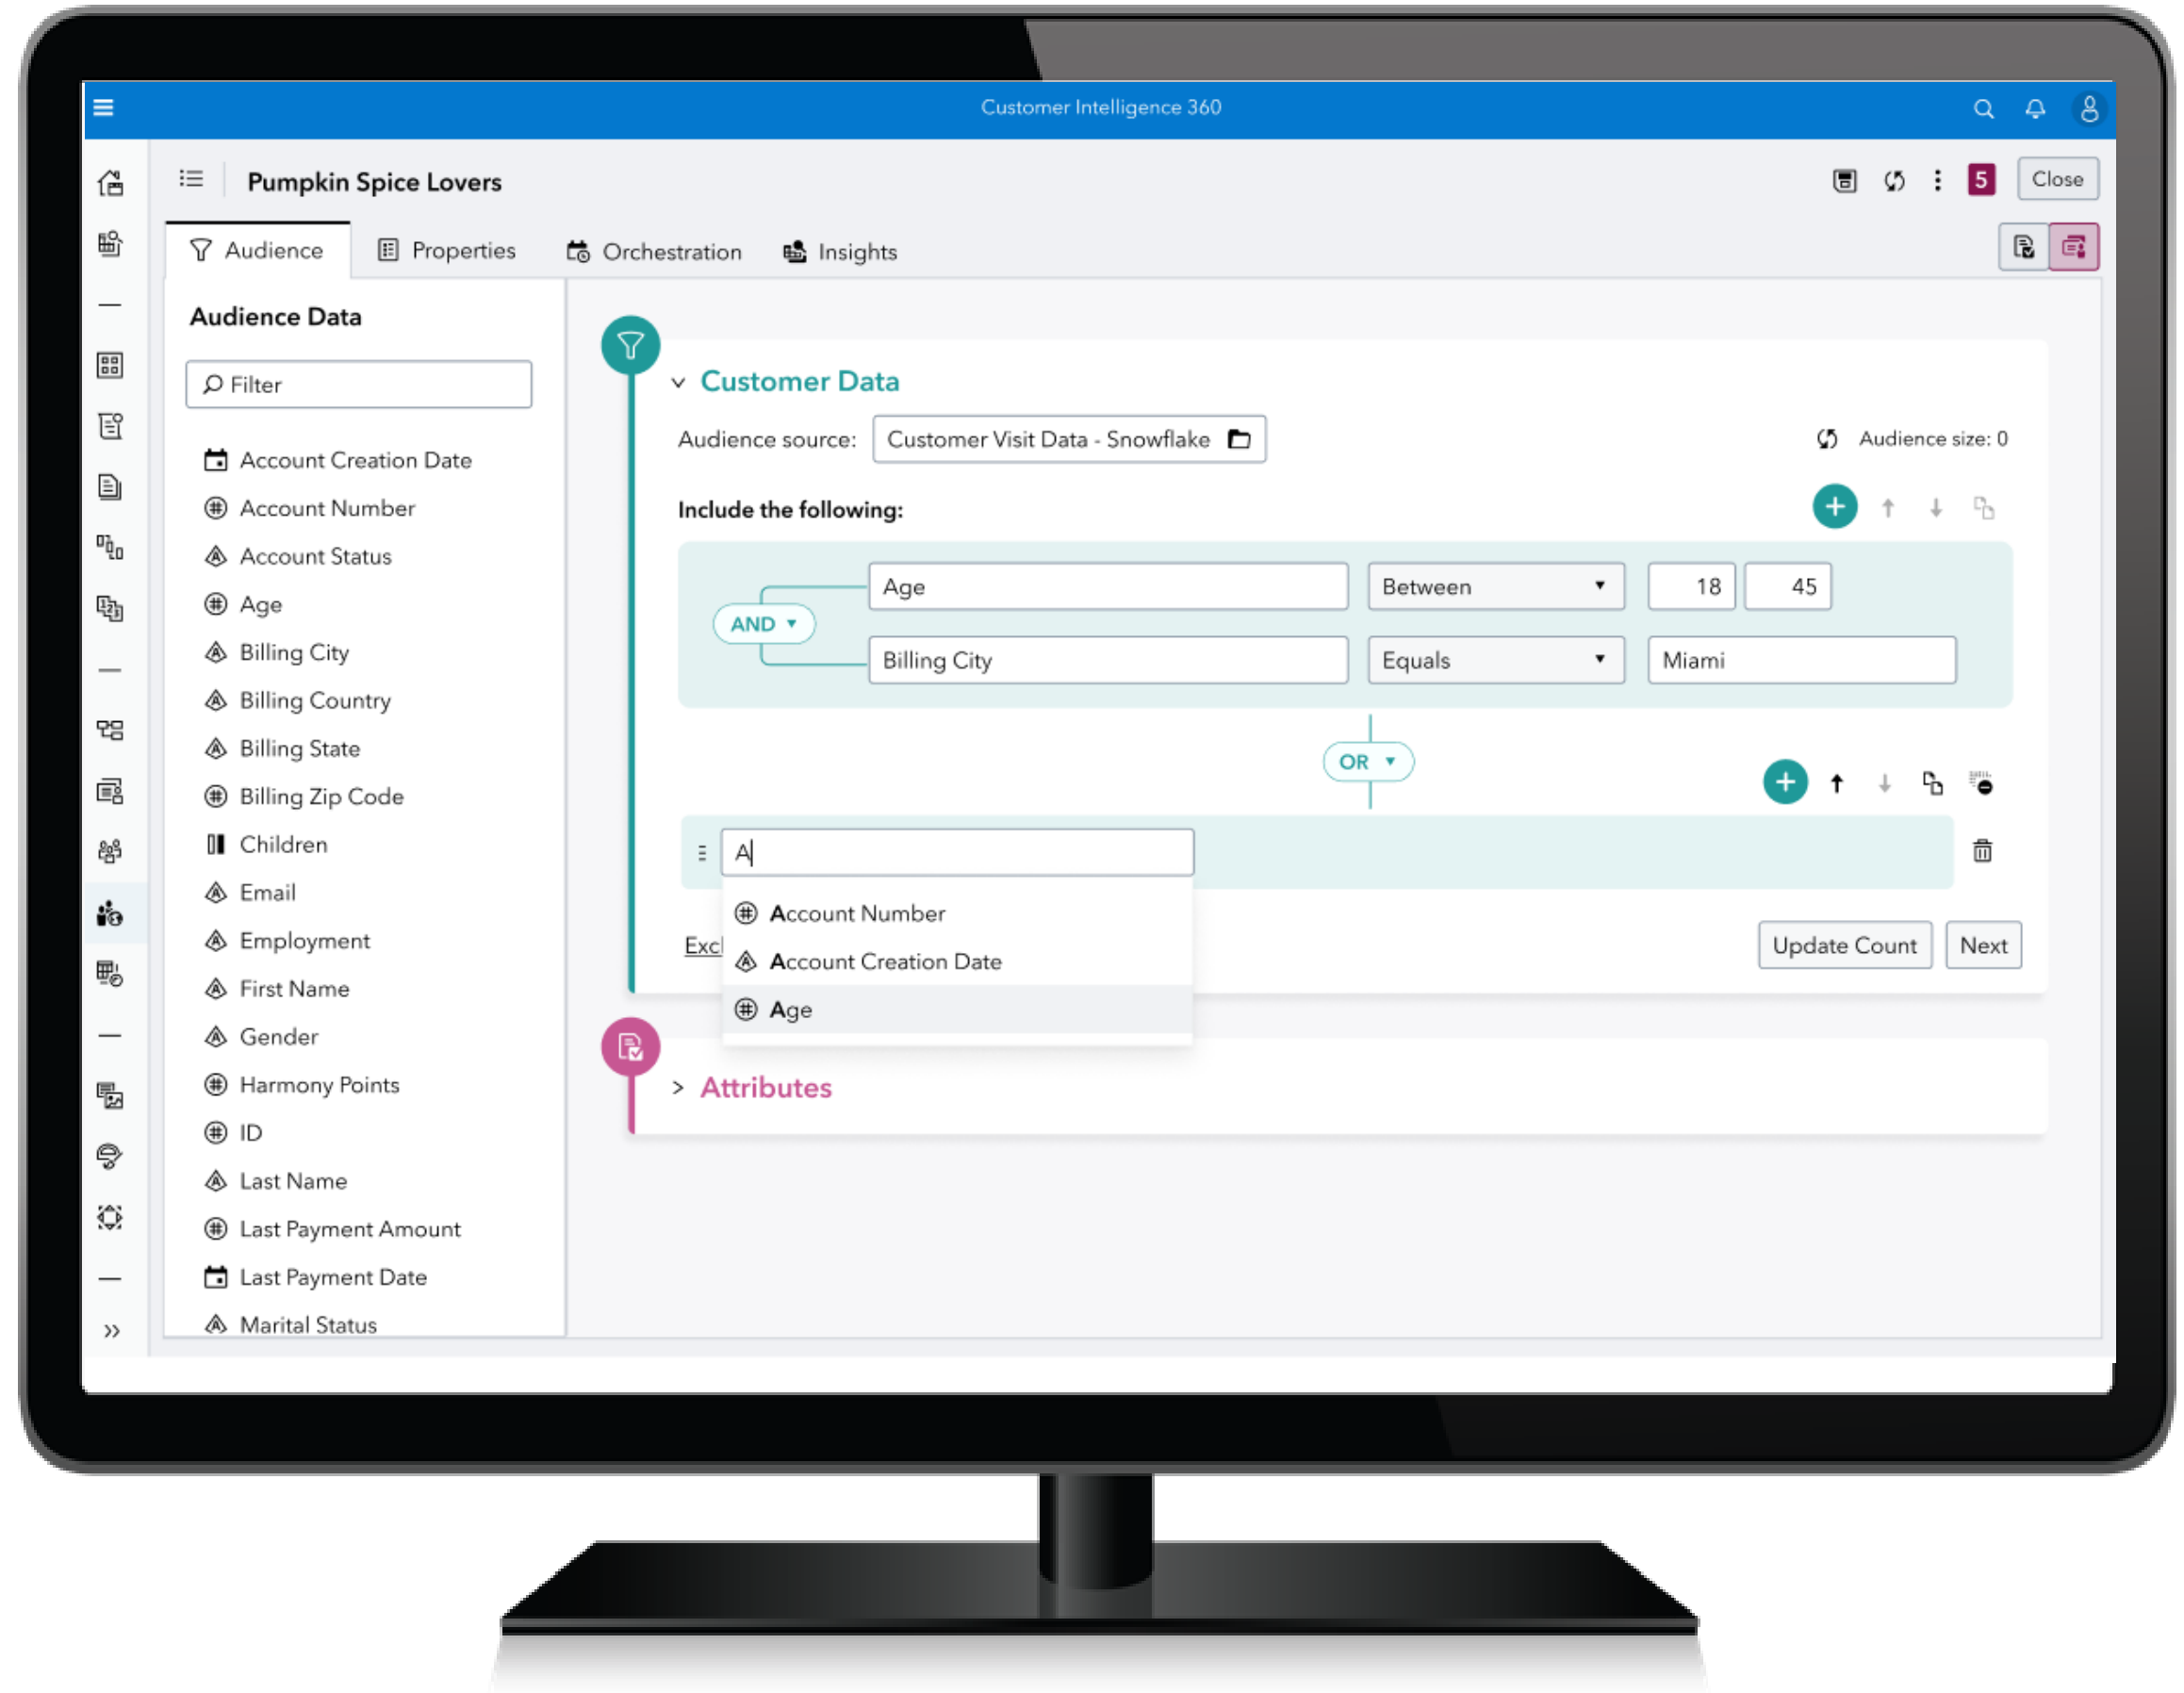 Customer Intelligence 360
Pumpkin Spice Lovers
5
Close
Audience
Properties
Orchestration
Insights
Audience Data
Filter
Account Creation Date
Account Number
Account Status
Age
Billing City
Billing Country
Billing State
Billing Zip Code
Children
Email
Employment
First Name
Gender
Harmony Points
ID
Last Name
Last Payment Amount
Last Payment Date
Marital Status
Customer Data
Audience source: Customer Visit Data - Snowflake
Audience size: 0
Include the following:
AND
Age Between 18 45
Billing City Equals Miami
OR
A
Account Number
Account Creation Date
Age
Excl
Update Count
Next
Attributes